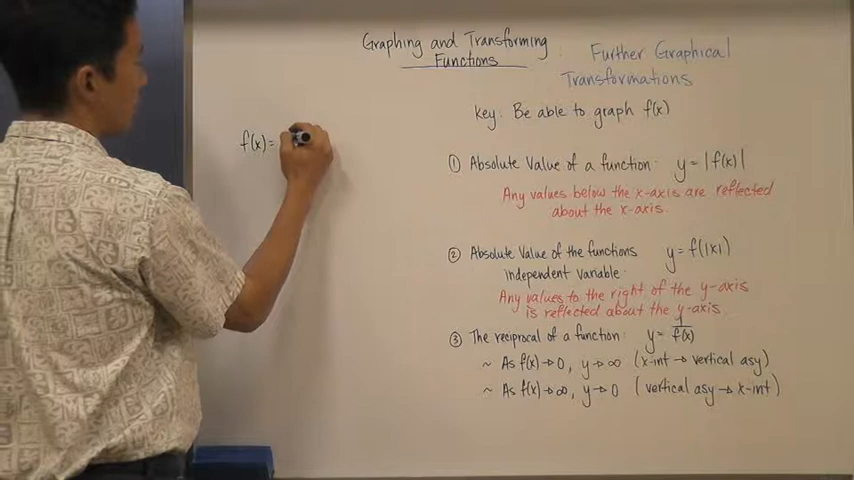 Graphing and Transforming
Functions
Further Graphical
Transformations
Key: Be able to graph f(x)
f(x)=
① Absolute Value of a function: y = |f(x)|
Any values below the x-axis are reflected
about the x-axis.
② Absolute Value of the functions y = f(|x|)
independent variable:
Any values to the right of the y-axis
is reflected about the y-axis.
③ The reciprocal of a function: y = 1/f(x)
~ As f(x)→0, y→∞ (x-int → vertical asy)
~ As f(x)→∞, y→0 (vertical asy → x-int)